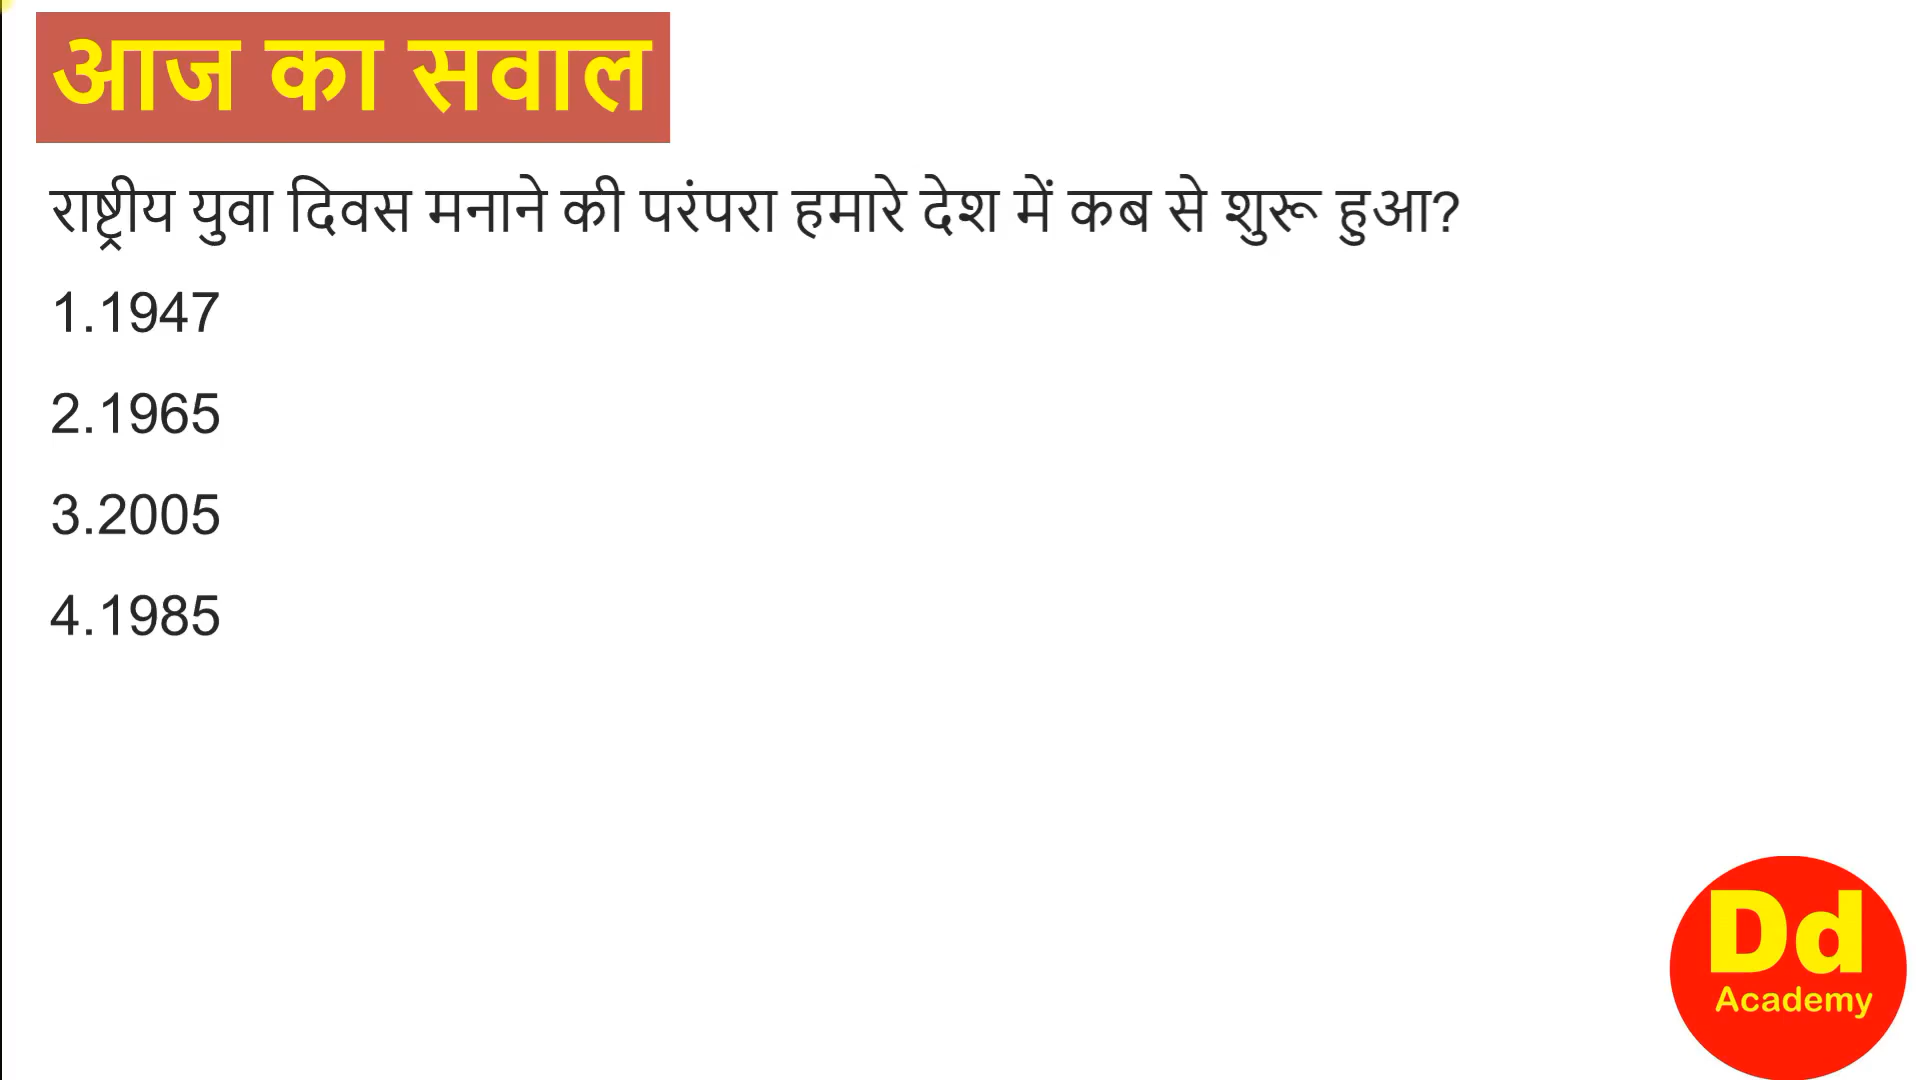 आज का सवाल
राष्ट्रीय युवा दिवस मनाने की परंपरा हमारे देश में कब से शुरू हुआ?
1.1947
2.1965
3.2005
4.1985
Dd
Academy